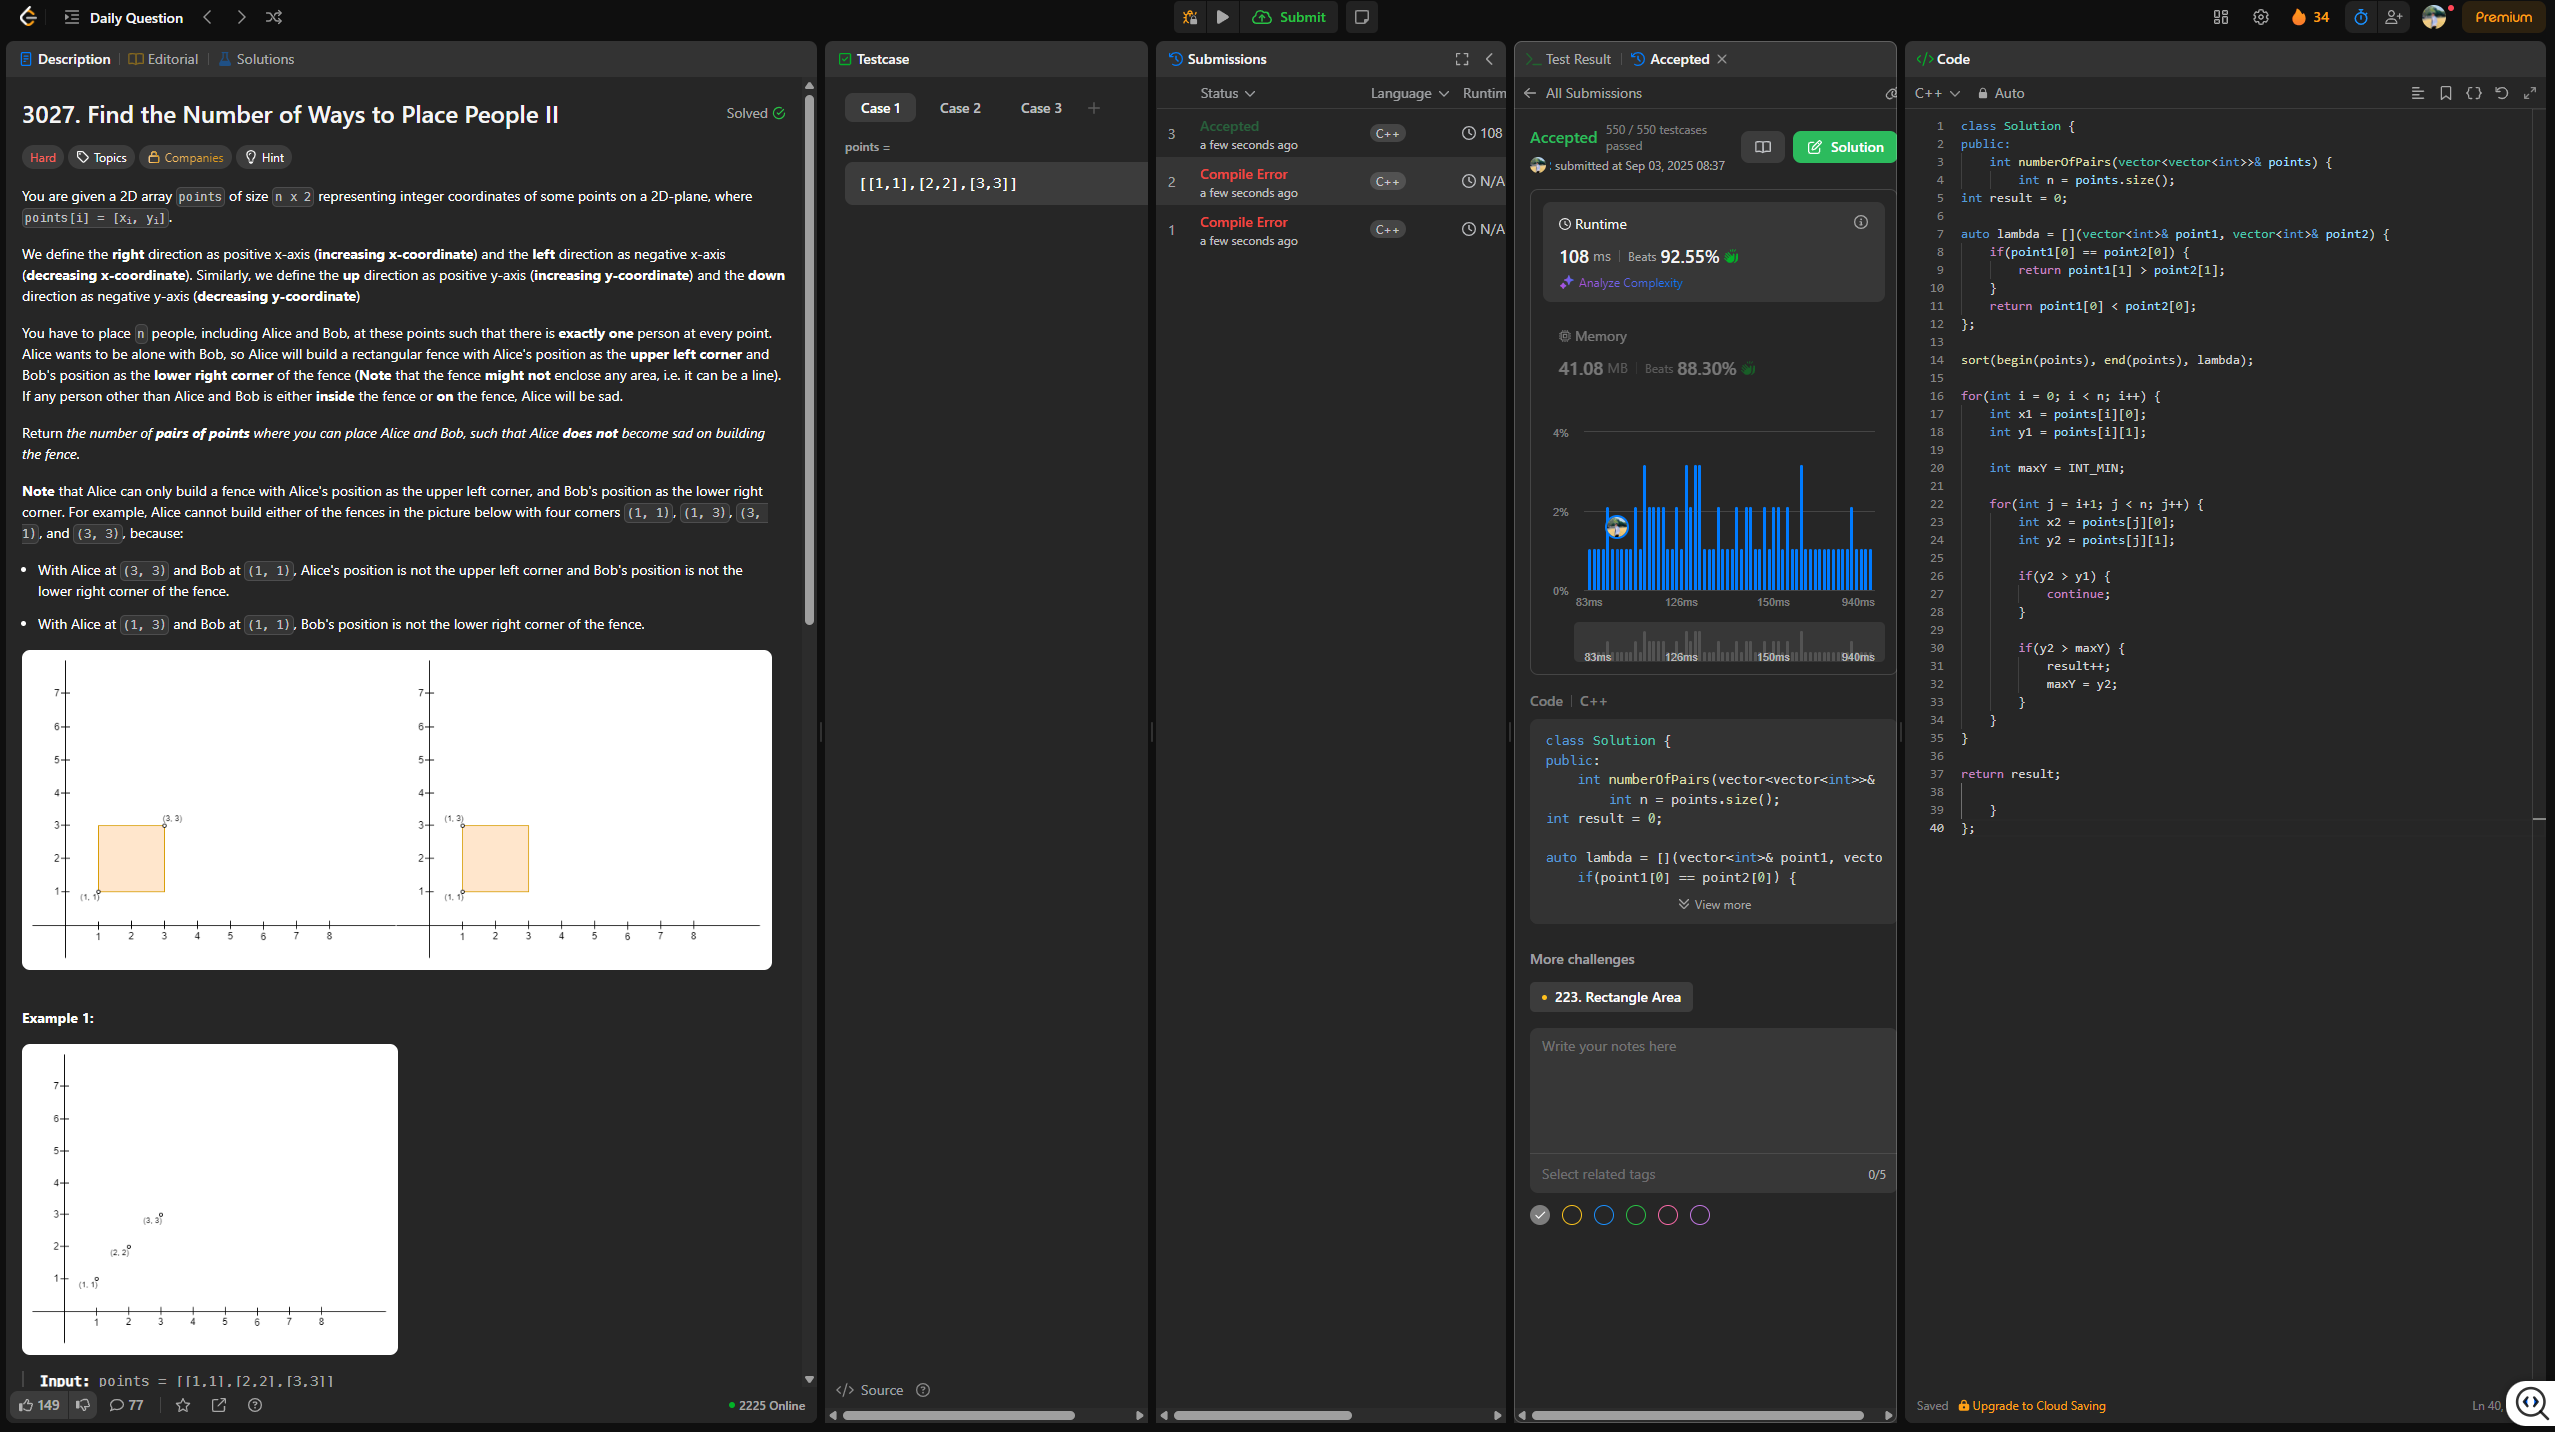 Daily Question
Submit
34
Premium
Description
Editorial
Solutions
3027. Find the Number of Ways to Place People II
Solved
Hard
Topics
Companies
Hint
You are given a 2D array points of size n x 2 representing integer coordinates of some points on a 2D-plane, where
points[i] = [xi, yi].
We define the right direction as positive x-axis (increasing x-coordinate) and the left direction as negative x-axis
(decreasing x-coordinate). Similarly, we define the up direction as positive y-axis (increasing y-coordinate) and the down
direction as negative y-axis (decreasing y-coordinate)
You have to place n people, including Alice and Bob, at these points such that there is exactly one person at every point.
Alice wants to be alone with Bob, so Alice will build a rectangular fence with Alice's position as the upper left corner and
Bob's position as the lower right corner of the fence (Note that the fence might not enclose any area, i.e. it can be a line).
If any person other than Alice and Bob is either inside the fence or on the fence, Alice will be sad.
Return the number of pairs of points where you can place Alice and Bob, such that Alice does not become sad on building
the fence.
Note that Alice can only build a fence with Alice's position as the upper left corner, and Bob's position as the lower right
corner. For example, Alice cannot build either of the fences in the picture below with four corners (1, 1), (1, 3), (3,
1), and (3, 3), because:
• With Alice at (3, 3) and Bob at (1, 1), Alice's position is not the upper left corner and Bob's position is not the
lower right corner of the fence.
• With Alice at (1, 3) and Bob at (1, 1), Bob's position is not the lower right corner of the fence.
7
6
5
4
3
2
1
(3, 3)
(1, 1)
1 2 3 4 5 6 7 8
7
6
5
4
3
2
1
(1, 3)
(1, 1)
1 2 3 4 5 6 7 8
Example 1:
7
6
5
4
3
2
1
(3, 3)
(2, 2)
(1, 1)
1 2 3 4 5 6 7 8
Input: points = [[1,1],[2,2],[3,3]]
149
77
2225 Online
Testcase
Case 1
Case 2
Case 3
points =
[[1,1],[2,2],[3,3]]
</> Source
Submissions
Status
Language
Runtim
3
Accepted
a few seconds ago
C++
108
2
Compile Error
a few seconds ago
C++
N/A
1
Compile Error
a few seconds ago
C++
N/A
Test Result
Accepted
All Submissions
Accepted
550 / 550 testcases
passed
submitted at Sep 03, 2025 08:37
Solution
Runtime
108 ms
Beats 92.55%
Analyze Complexity
Memory
41.08 MB
Beats 88.30%
4%
2%
0%
83ms 126ms 150ms 940ms
83ms 126ms 150ms 940ms
Code
C++
class Solution {
public:
int numberOfPairs(vector<vector<int>>&
int n = points.size();
int result = 0;
auto lambda = [](vector<int>& point1, vecto
if(point1[0] == point2[0]) {
View more
More challenges
223. Rectangle Area
Write your notes here
Select related tags
0/5
</> Code
C++
Auto
1 class Solution {
2 public:
3 int numberOfPairs(vector<vector<int>>& points) {
4 int n = points.size();
5 int result = 0;
6
7 auto lambda = [](vector<int>& point1, vector<int>& point2) {
8 if(point1[0] == point2[0]) {
9 return point1[1] > point2[1];
10 }
11 return point1[0] < point2[0];
12 };
13
14 sort(begin(points), end(points), lambda);
15
16 for(int i = 0; i < n; i++) {
17 int x1 = points[i][0];
18 int y1 = points[i][1];
19
20 int maxY = INT_MIN;
21
22 for(int j = i+1; j < n; j++) {
23 int x2 = points[j][0];
24 int y2 = points[j][1];
25
26 if(y2 > y1) {
27 continue;
28 }
29
30 if(y2 > maxY) {
31 result++;
32 maxY = y2;
33 }
34 }
35 }
36
37 return result;
38
39 }
40 };
Saved
Upgrade to Cloud Saving
Ln 40,